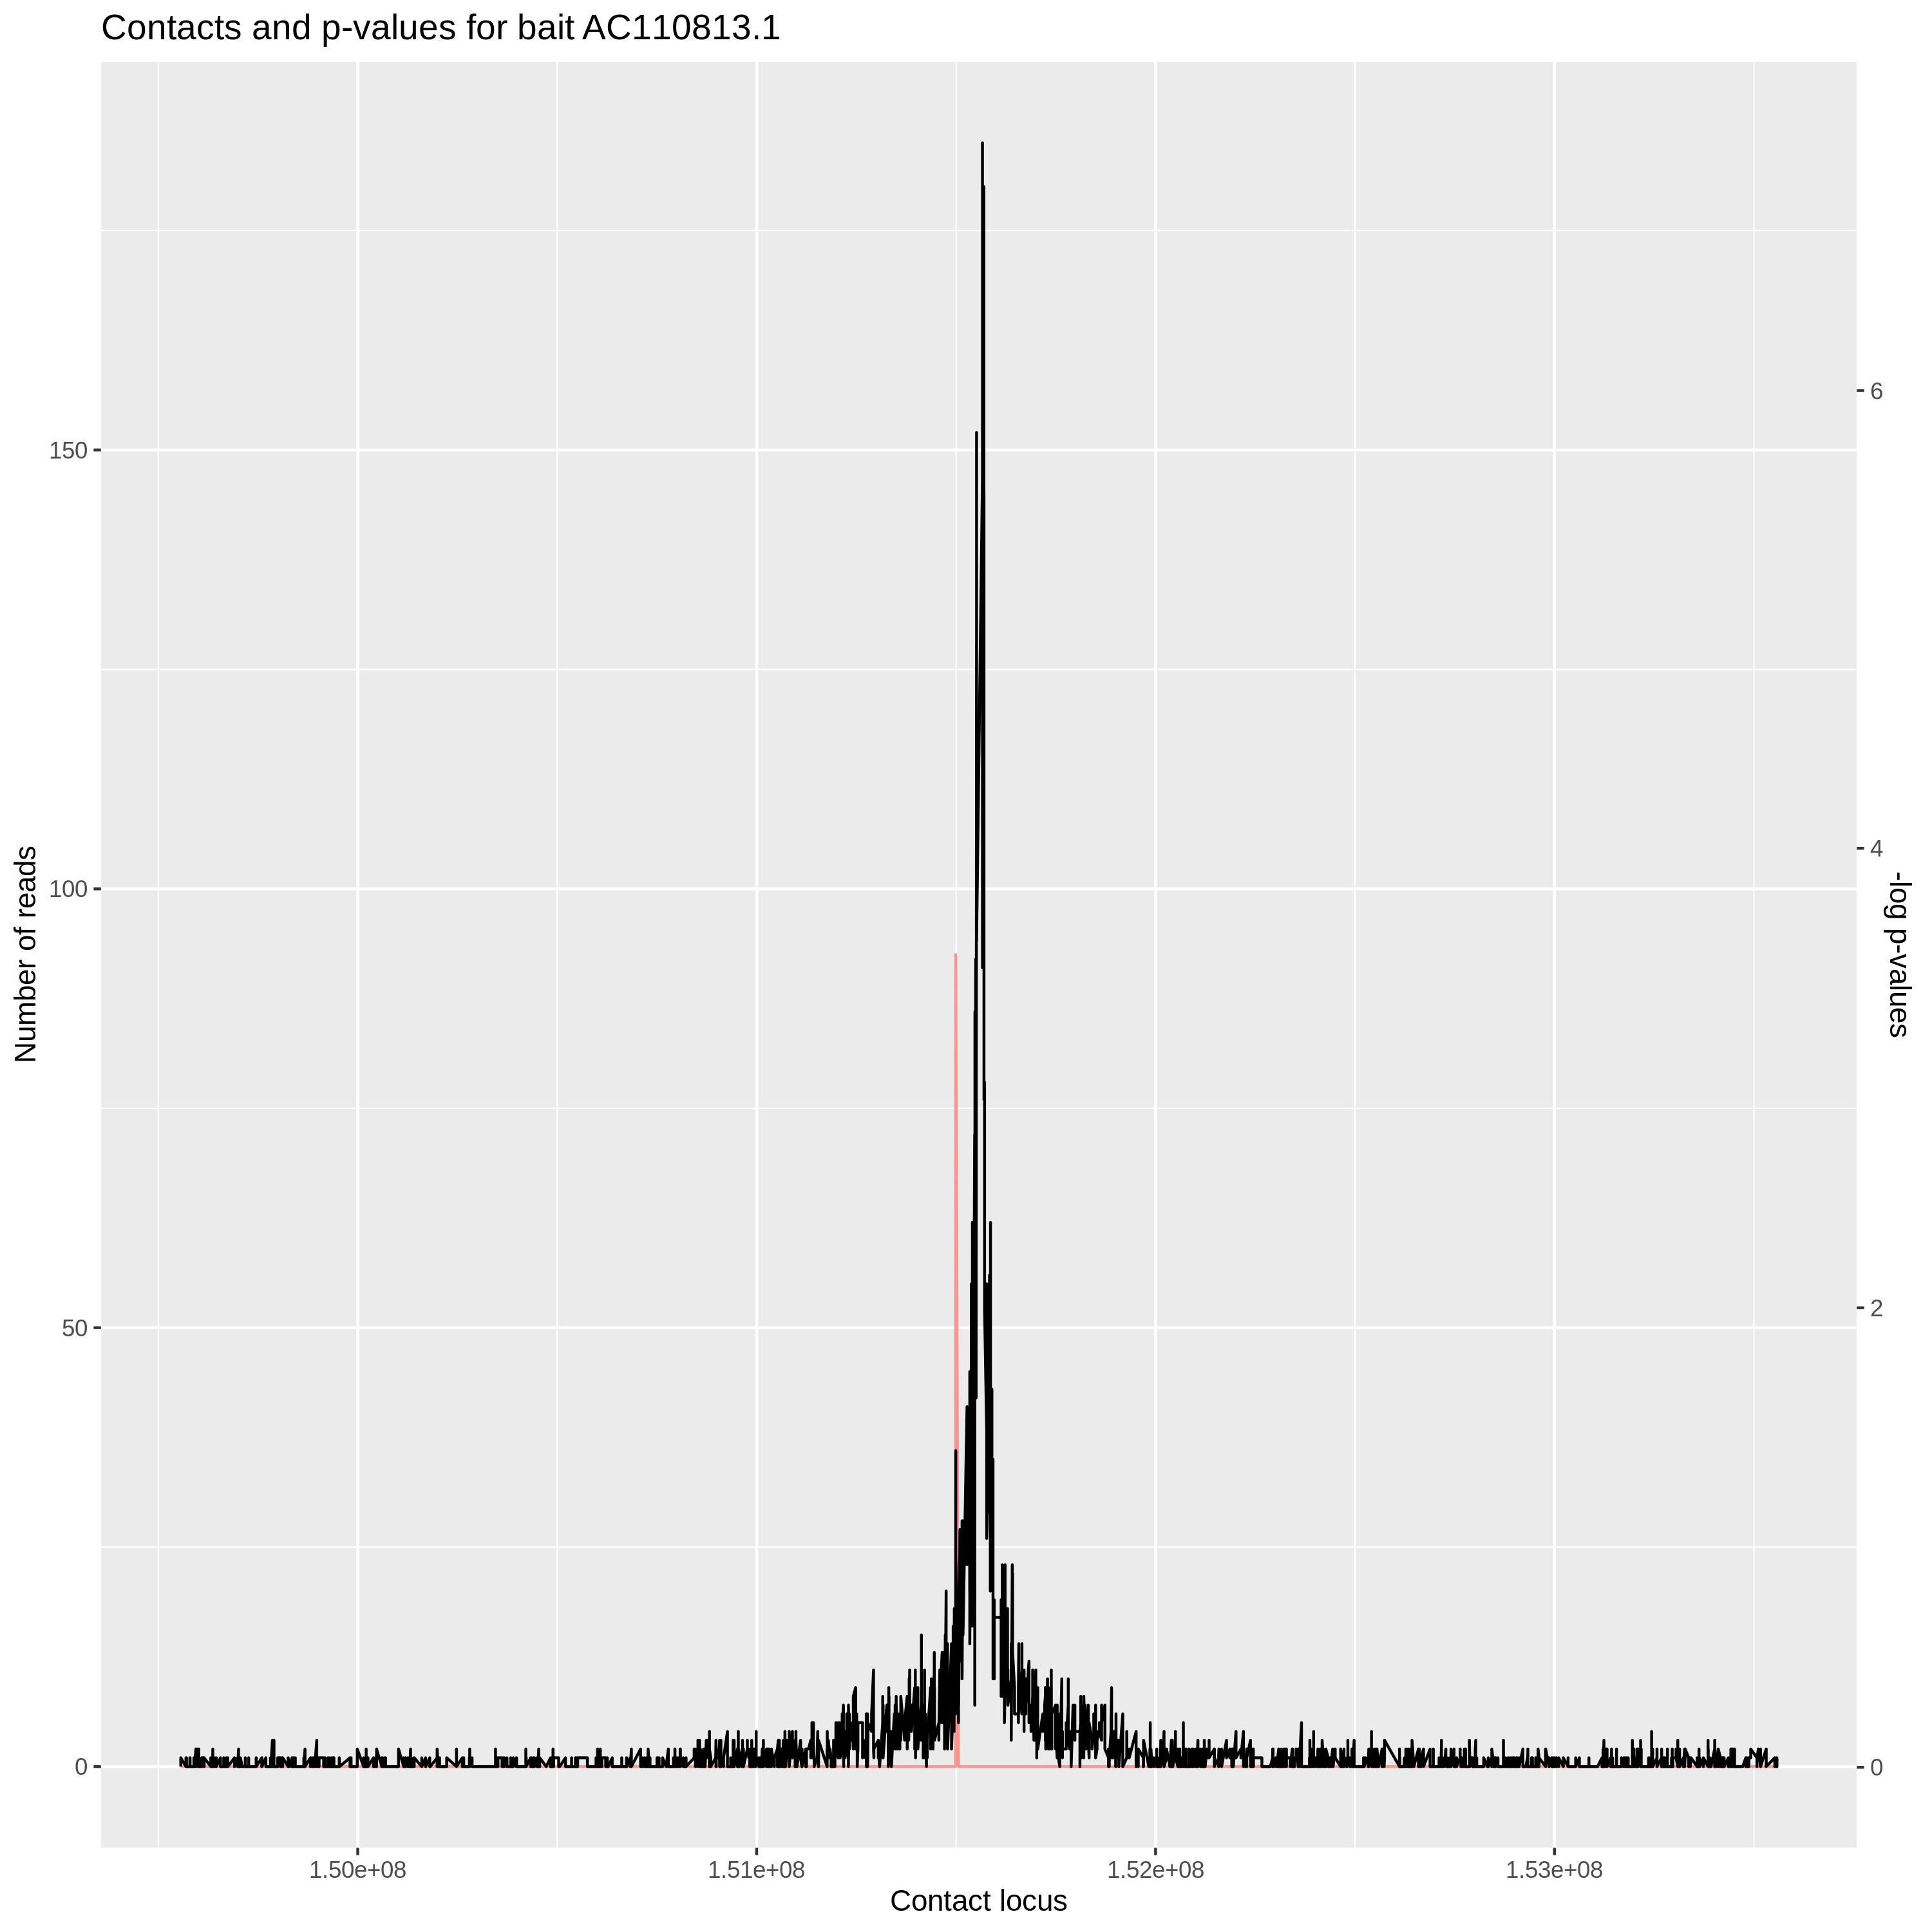 Contacts and p-values for bait AC110813.1
Number of reads
150
100
50
0
6
4
2
0
-log p-values
1.50e+08 1.51e+08 1.52e+08 1.53e+08
Contact locus